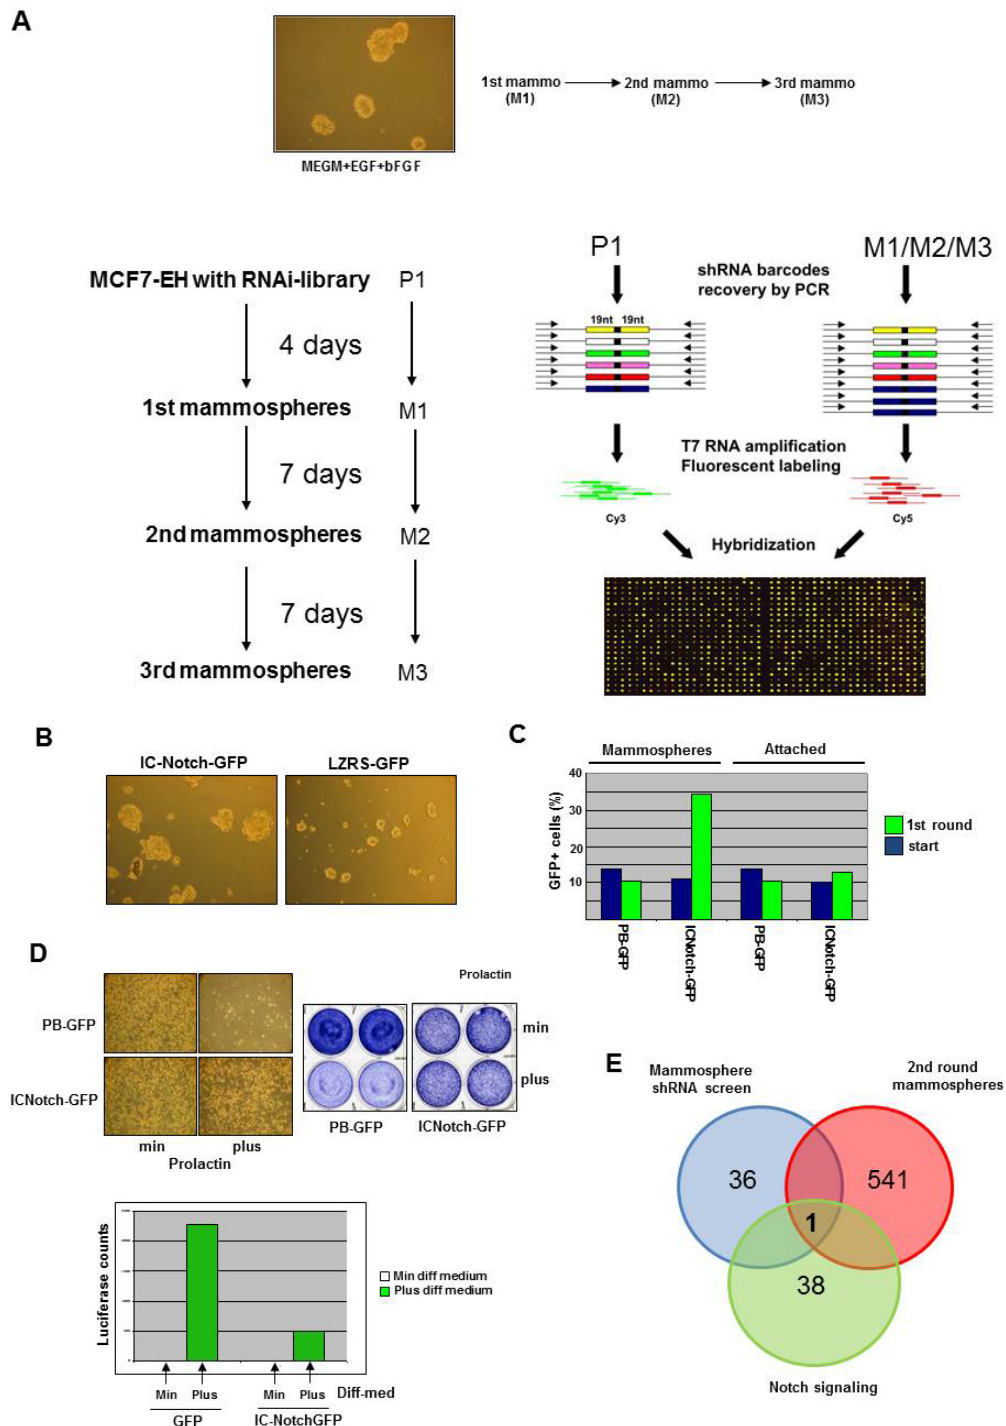 A
1st mammo
(M1)
2nd mammo
(M2)
3rd mammo
(M3)
MEGM+EGF+bFGF
MCF7-EH with RNAi-library
P1
4 days
1st mammospheres
M1
7 days
2nd mammospheres
M2
7 days
3rd mammospheres
M3
P1
M1/M2/M3
shRNA barcodes
recovery by PCR
19nt 19nt
T7 RNA amplification
Fluorescent labeling
Cy3
Cy5
Hybridization
B
IC-Notch-GFP
LZRS-GFP
C
Mammospheres
Attached
GFP+ cells (%)
40
30
20
10
1st round
start
PB-GFP
ICNotch-GFP
PB-GFP
ICNotch-GFP
D
PB-GFP
ICNotch-GFP
min
plus
Prolactin
Prolactin
min
plus
PB-GFP
ICNotch-GFP
Luciferase counts
Min diff medium
Plus diff medium
Min
Plus
Min
Plus
Diff-med
GFP
IC-NotchGFP
E
Mammosphere
shRNA screen
2nd round
mammospheres
36
541
1
38
Notch signaling